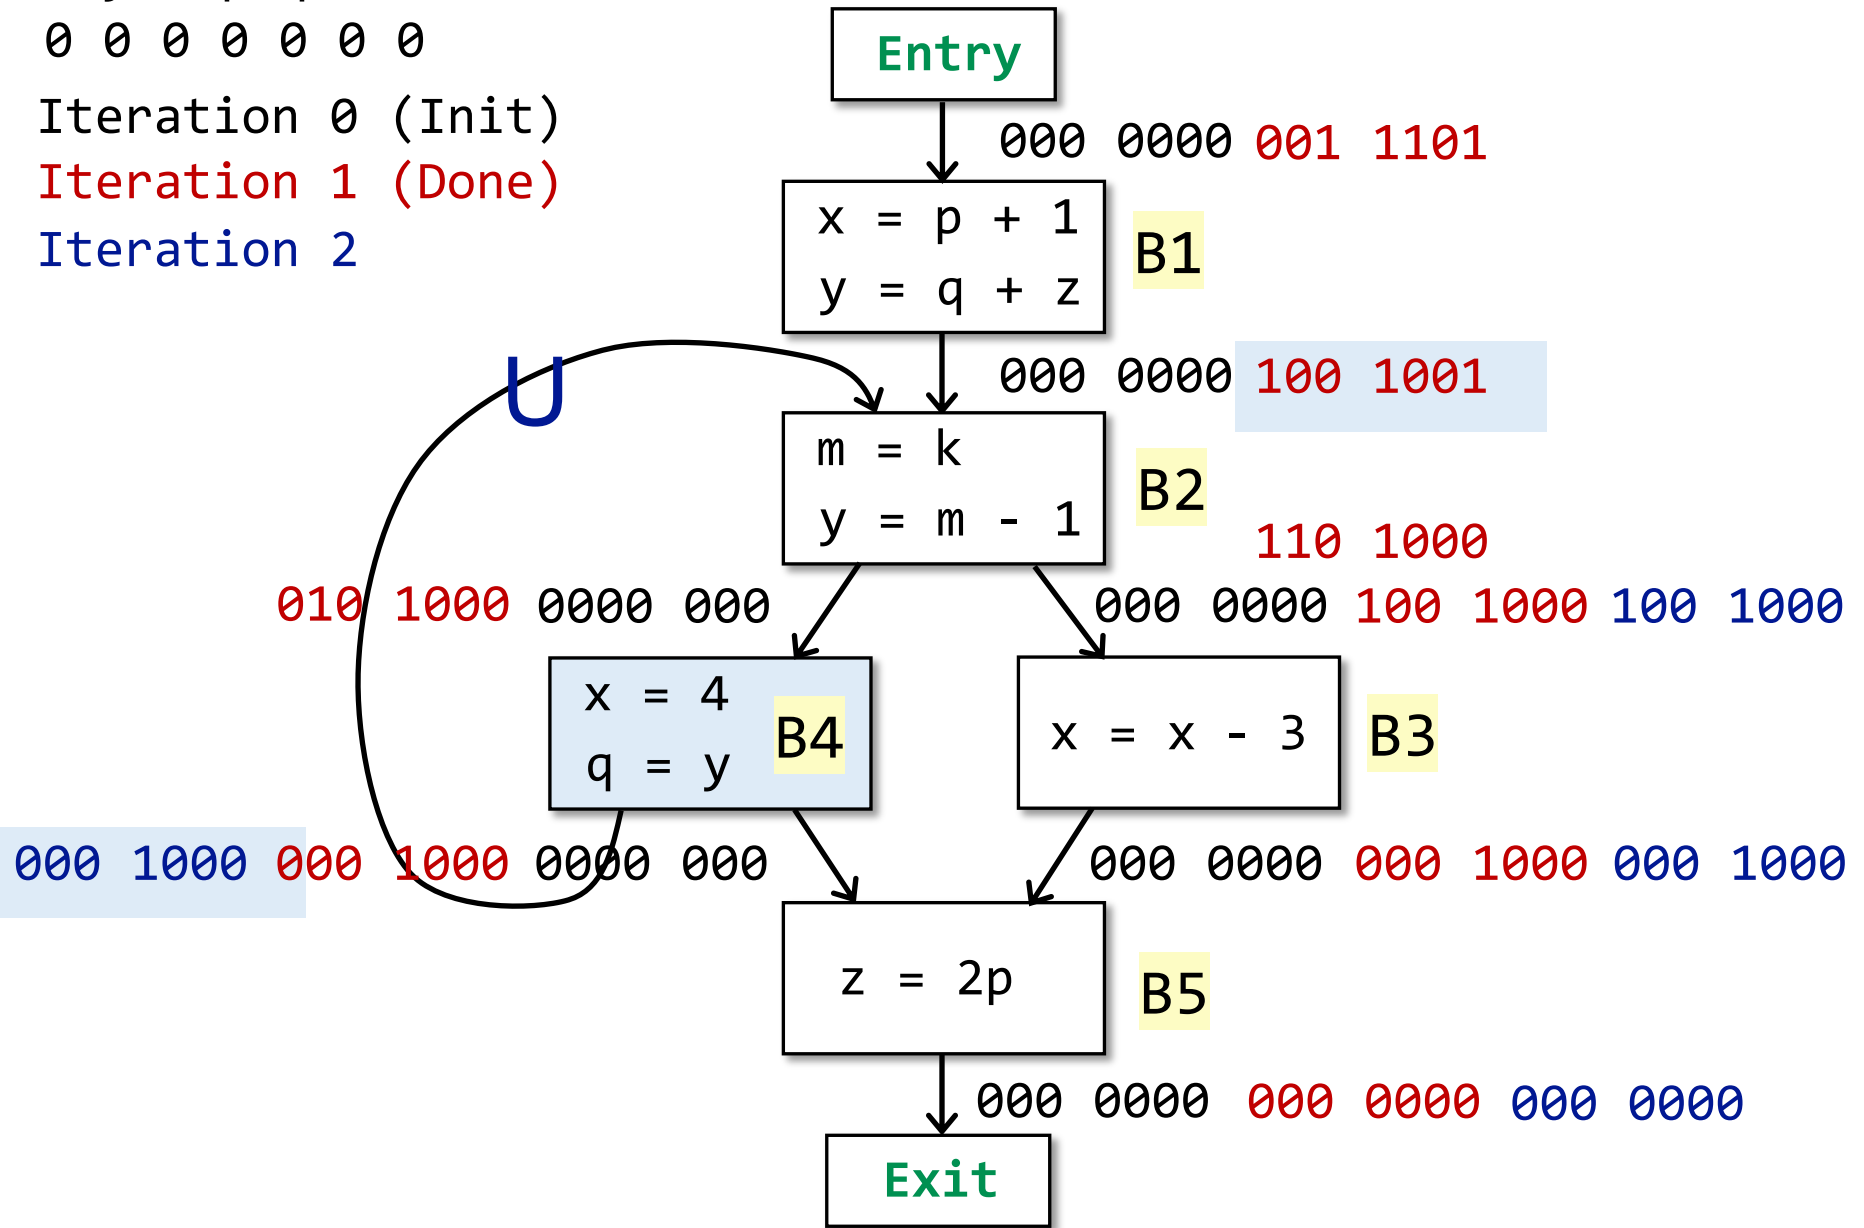 0 0 0 0 0 0 0
Iteration 0 (Init)
Iteration 1 (Done)
Iteration 2
Entry
000 0000 001 1101
x = p + 1
y = q + z
B1
U
000 0000 100 1001
m = k
y = m - 1
B2
110 1000
010 1000 0000 000
000 0000 100 1000 100 1000
x = 4
q = y
B4
x = x - 3
B3
000 1000 000 1000 0000 000
000 0000 000 1000 000 1000
z = 2p
B5
000 0000 000 0000 000 0000
Exit